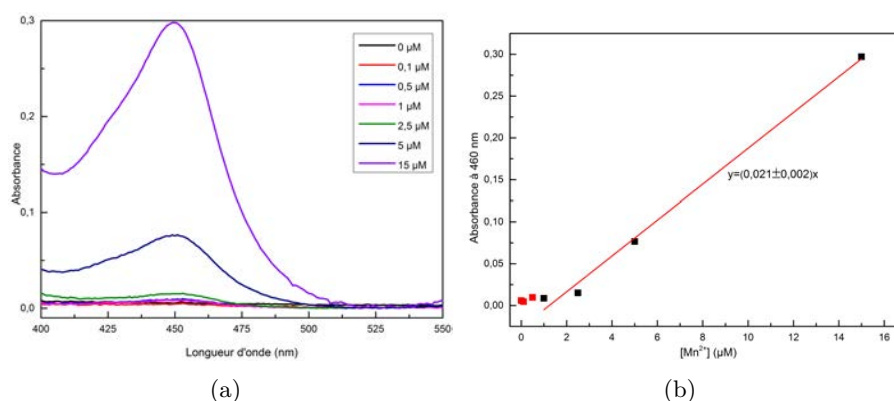 0,3
0,2
0,1
0,0
Absorbance
400
425
450
475
500
525
550
Longueur d'onde (nm)
0 µM
0,1 µM
0,5 µM
1 µM
2,5 µM
5 µM
15 µM
(a)
0,30
0,25
0,20
0,15
0,10
0,05
0,00
Absorbance à 460 nm
y=(0,021±0,002)x
0
2
4
6
8
10
12
14
16
[Mn²⁺] (µM)
(b)